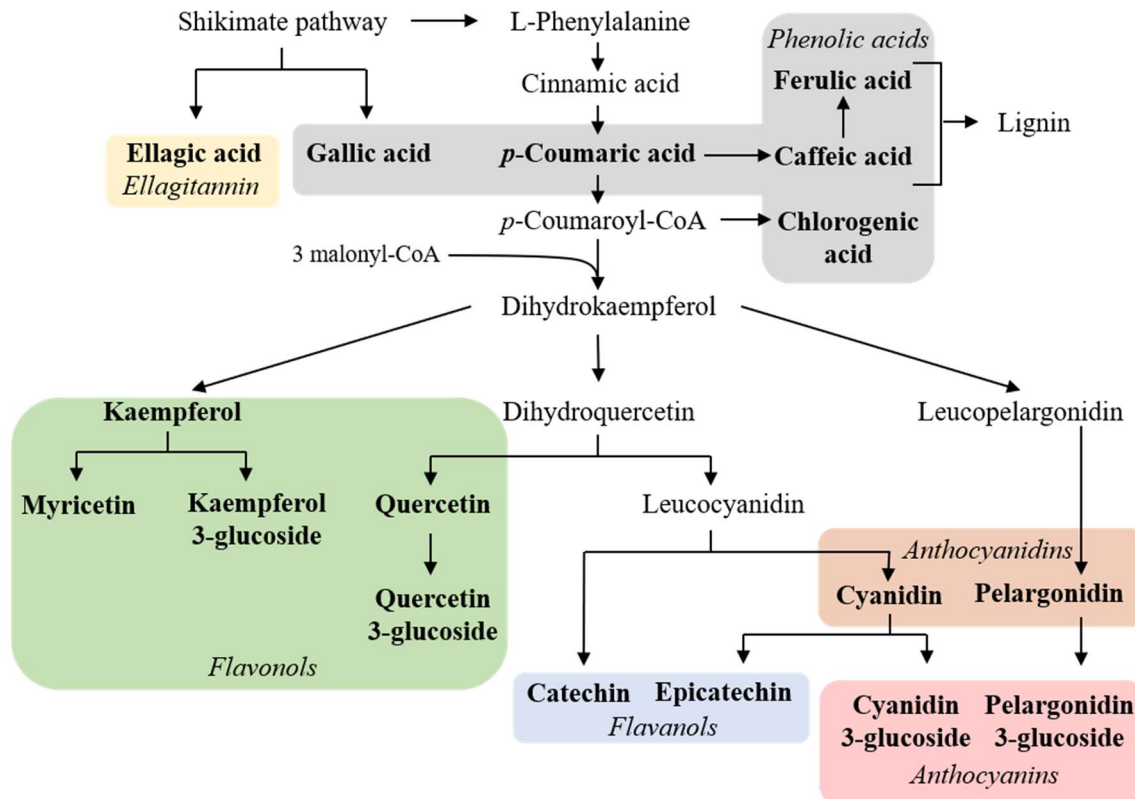 Shikimate pathway
L-Phenylalanine
Phenolic acids
Cinnamic acid
Ferulic acid
Lignin
Ellagic acid
Ellagitannin
Gallic acid
p-Coumaric acid
Caffeic acid
p-Coumaroyl-CoA
Chlorogenic
acid
3 malonyl-CoA
Dihydrokaempferol
Kaempferol
Dihydroquercetin
Leucopelargonidin
Myricetin
Kaempferol
3-glucoside
Quercetin
Leucocyanidin
Quercetin
3-glucoside
Flavonols
Anthocyanidins
Cyanidin
Pelargonidin
Catechin
Epicatechin
Flavanols
Cyanidin
3-glucoside
Pelargonidin
3-glucoside
Anthocyanins